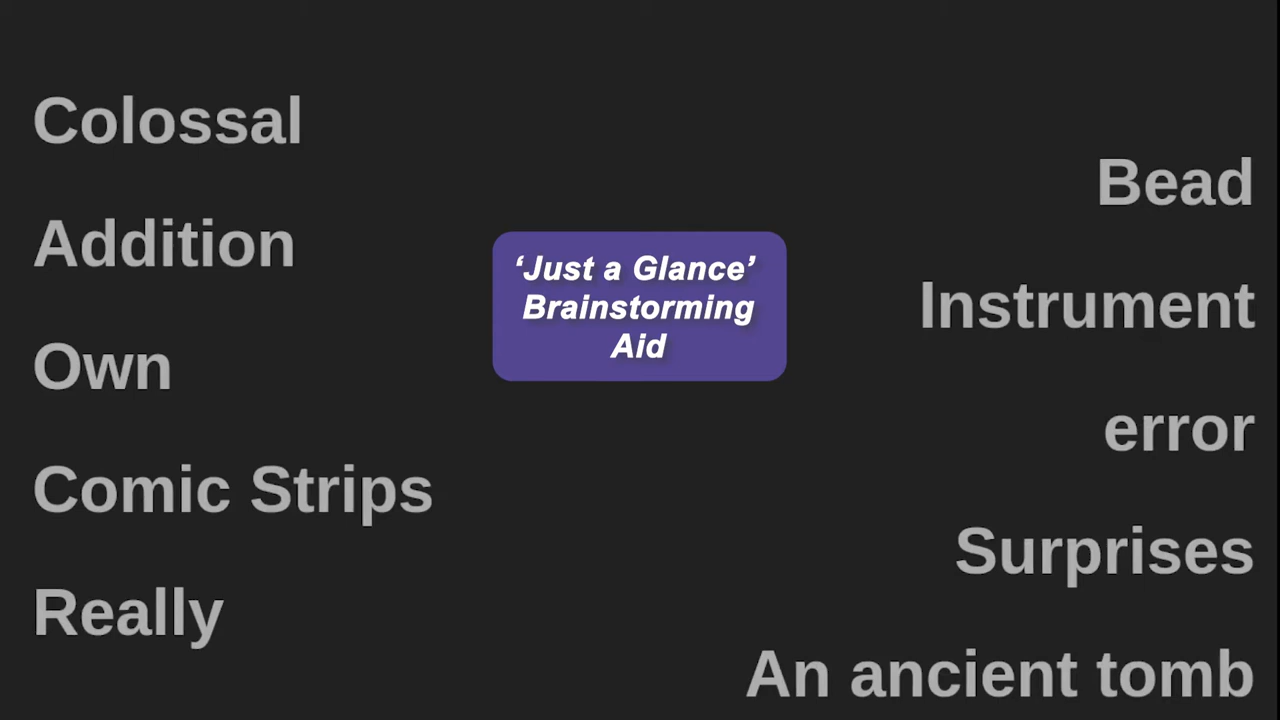 Colossal
Addition
Own
Comic Strips
Really
‘Just a Glance’
Brainstorming
Aid
Bead
Instrument
error
Surprises
An ancient tomb